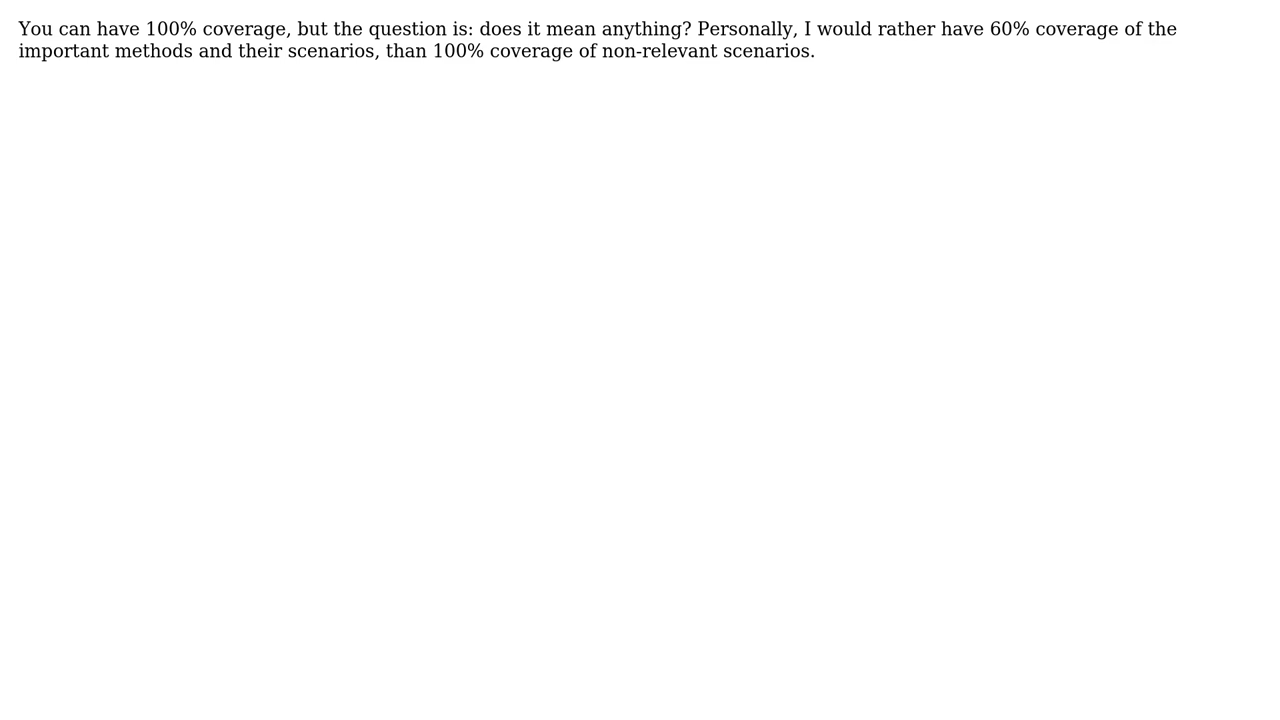 You can have 100% coverage, but the question is: does it mean anything? Personally, I would rather have 60% coverage of the
important methods and their scenarios, than 100% coverage of non-relevant scenarios.